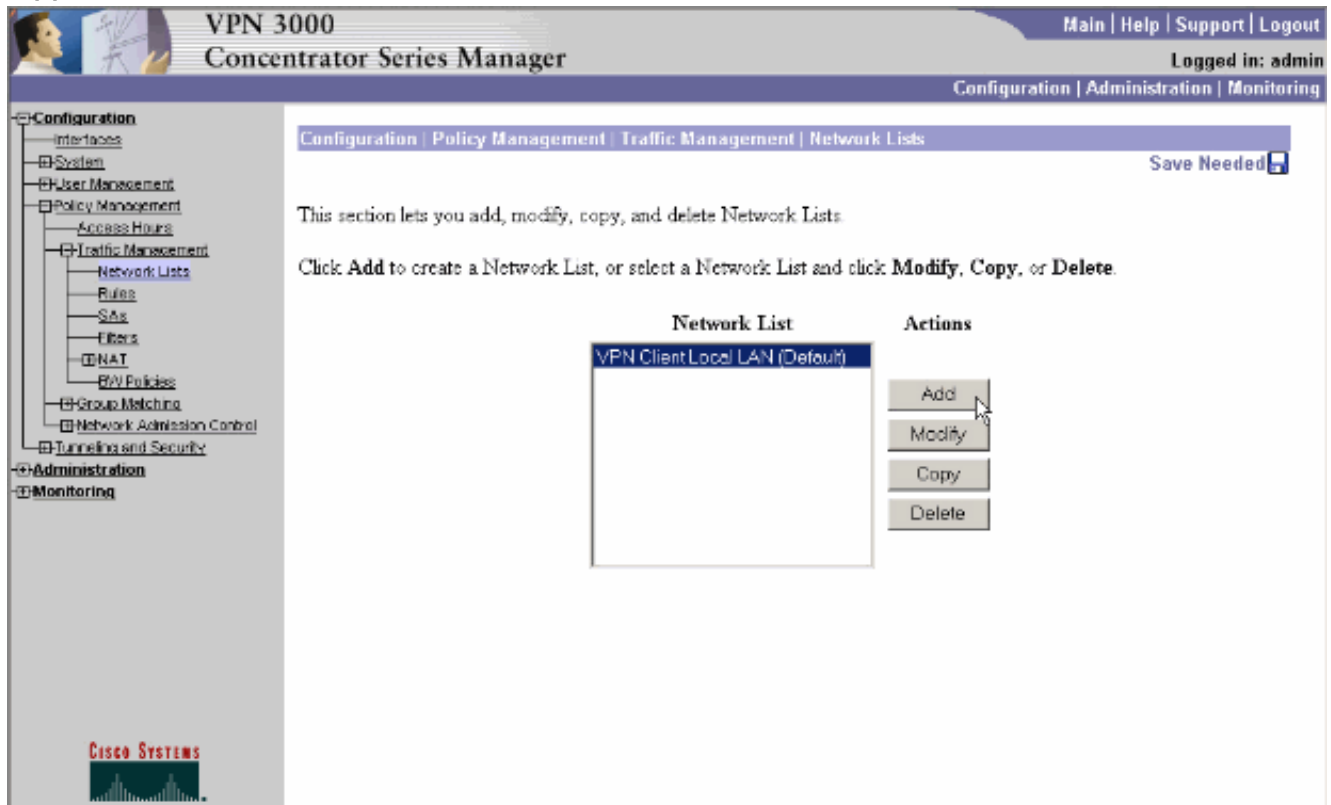 VPN 3000
Concentrator Series Manager
Main | Help | Support | Logout
Logged in: admin
Configuration | Administration | Monitoring
Configuration
Interfaces
System
User Management
Policy Management
Access Hours
Traffic Management
Network Lists
Rules
SAs
Filters
NAT
BW Policies
Group Matching
Network Admission Control
Tunneling and Security
Administration
Monitoring
Configuration | Policy Management | Traffic Management | Network Lists
Save Needed
This section lets you add, modify, copy, and delete Network Lists.
Click Add to create a Network List, or select a Network List and click Modify, Copy, or Delete.
Network List
Actions
VPN Client Local LAN (Default)
Add
Modify
Copy
Delete
CISCO SYSTEMS